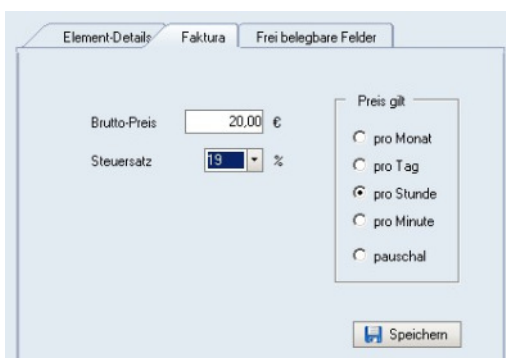 Element-Details Faktura Frei belegbare Felder
Brutto-Preis 20,00 €
Steuersatz 19 %
Preis gilt
pro Monat
pro Tag
pro Stunde
pro Minute
pauschal
Speichern